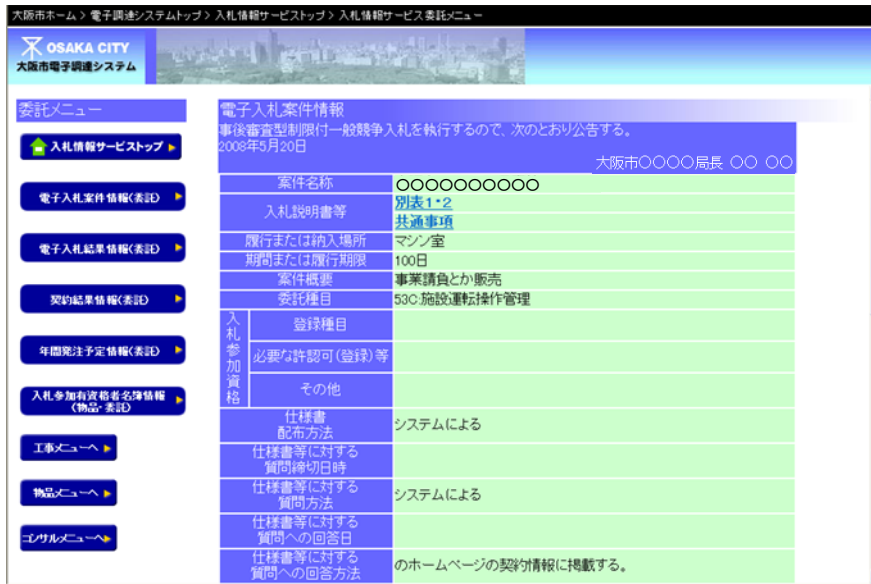 大阪市ホーム > 電子調達システムトップ > 入札情報サービストップ > 入札情報サービス委託メニュー
OSAKA CITY
大阪市電子調達システム
委託メニュー
入札情報サービストップ
電子入札案件情報(委託)
電子入札結果情報(委託)
契約結果情報(委託)
年間発注予定情報(委託)
入札参加有資格者名簿情報
(物品・委託)
工事メニューへ
物品メニューへ
コンサルメニューへ
電子入札案件情報
事後審査型制限付一般競争入札を執行するので、次のとおり公告する。
2008年5月20日
大阪市〇〇〇〇局長 〇〇 〇〇
案件名称 〇〇〇〇〇〇〇〇〇〇
入札説明書等 別表1・2
共通事項
履行または納入場所 マシン室
期間または履行期限 100日
案件概要 事業請負とか販売
委託種目 53C:施設運転操作管理
入札参加資格
登録種目
必要な許認可(登録)等
その他
仕様書
配布方法 システムによる
仕様書等に対する
質問締切日時
仕様書等に対する
質問方法 システムによる
仕様書等に対する
質問への回答日
仕様書等に対する
質問への回答方法 のホームページの契約情報に掲載する。